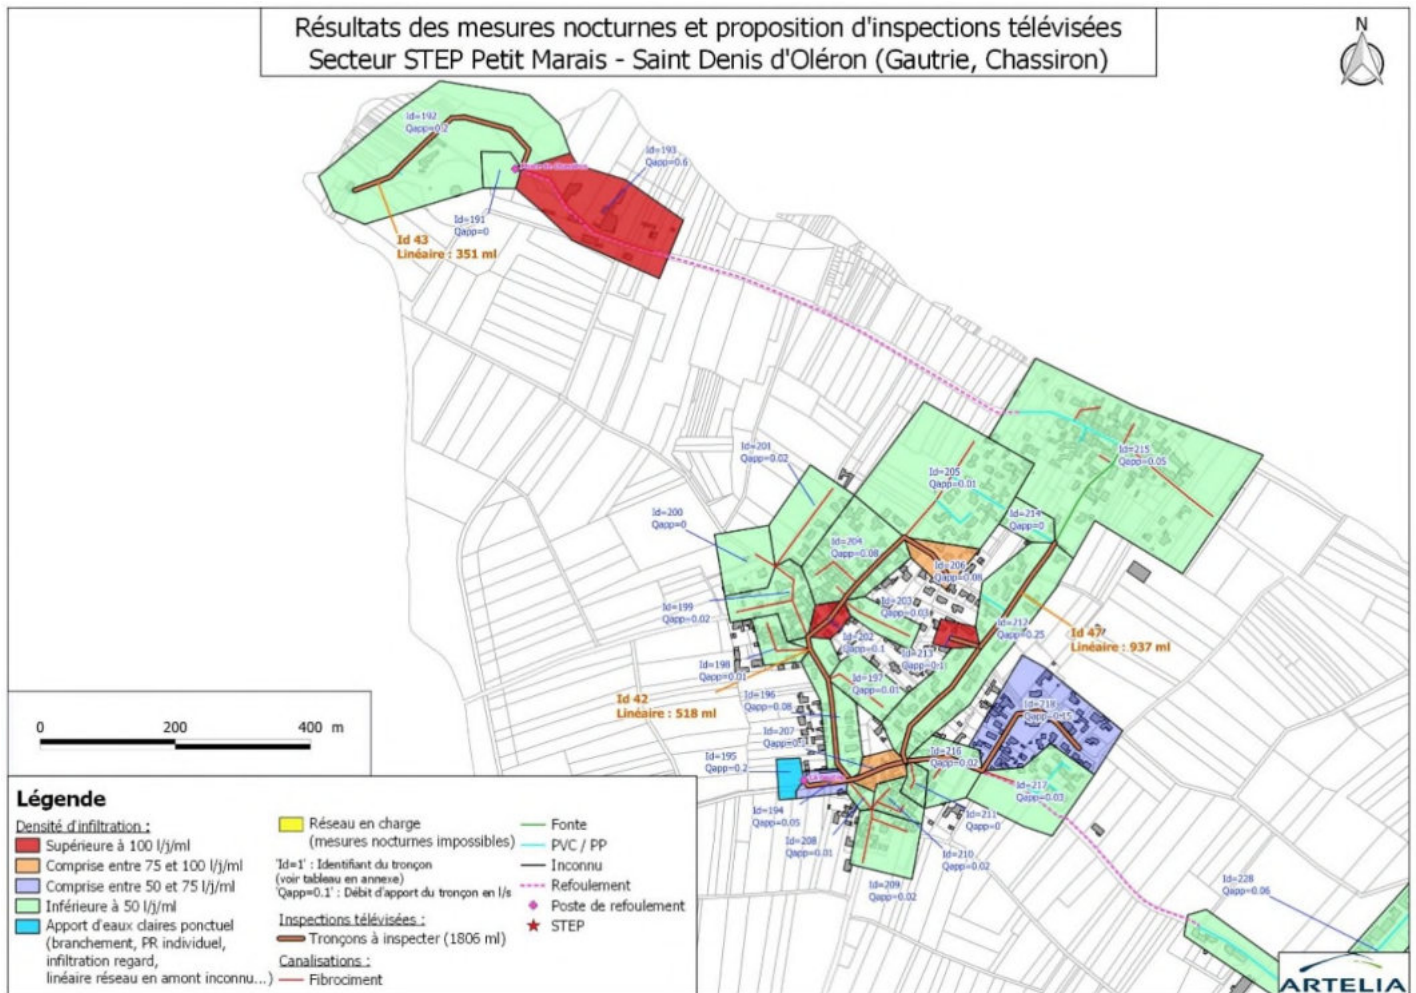 Résultats des mesures nocturnes et proposition d'inspections télévisées
Secteur STEP Petit Marais - Saint Denis d'Oléron (Gautrie, Chassiron)
N
Id=192
Qapp=0.2
Id=193
Qapp=0.6
Id=191
Qapp=0
Id 43
Linéaire : 351 ml
Id=201
Qapp=0.02
Id=205
Qapp=0.01
Id=215
Qapp=0.05
Id=200
Qapp=0
Id=214
Qapp=0
Id=204
Qapp=0.08
Id=206
Qapp=0.08
Id=199
Qapp=0.02
Id=203
Qapp=0.03
Id=212
Qapp=0.25
Id 47
Linéaire : 937 ml
Id=202
Qapp=0.1
Id=213
Qapp=0.1
Id=198
Qapp=0.01
Id=197
Qapp=0.01
Id 42
Linéaire : 518 ml
Id=196
Qapp=0.08
Id=218
Qapp=0.15
Id=207
Id=195
Qapp=0.2
Id=216
Qapp=0.02
Id=217
Qapp=0.03
Id=194
Qapp=0.05
Id=211
Qapp=0
Id=208
Qapp=0.01
Id=210
Qapp=0.02
Id=209
Qapp=0.02
Id=228
Qapp=0.06
0 200 400 m
Légende
Densité d'infiltration :
Supérieure à 100 l/j/ml
Comprise entre 75 et 100 l/j/ml
Comprise entre 50 et 75 l/j/ml
Inférieure à 50 l/j/ml
Apport d'eaux claires ponctuel
(branchement, PR individuel,
infiltration regard,
linéaire réseau en amont inconnu...)
Réseau en charge
(mesures nocturnes impossibles)
'Id=1' : Identifiant du tronçon
(voir tableau en annexe)
'Qapp=0.1' : Débit d'apport du tronçon en l/s
Inspections télévisées :
Tronçons à inspecter (1806 ml)
Canalisations :
Fibrociment
Fonte
PVC / PP
Inconnu
Refoulement
Poste de refoulement
STEP
ARTELIA